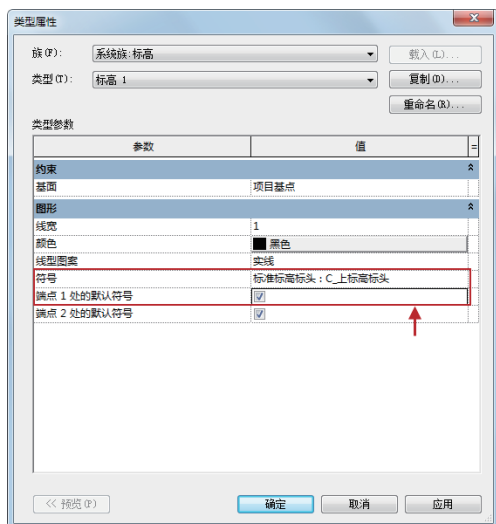 类型属性
族(F): 系统族:标高 载入(L)...
类型(T): 标高 1 复制(D)...
重命名(R)...
类型参数
参数 值 =
约束
基面 项目基点
图形
线宽 1
颜色 黑色
线型图案 实线
符号 标准标高标头:C_上标高标头
端点 1 处的默认符号
端点 2 处的默认符号
<< 预览(P) 确定 取消 应用